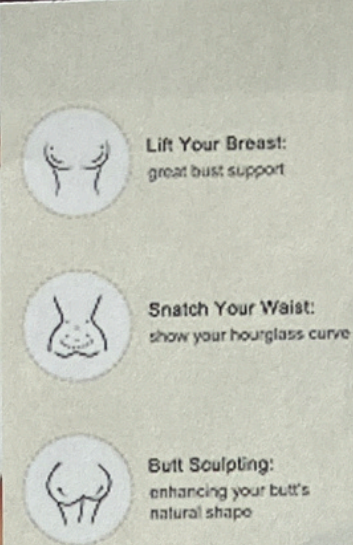 Lift Your Breast:
great bust support
Snatch Your Waist:
show your hourglass curve
Butt Sculpting:
enhancing your butt's
natural shape